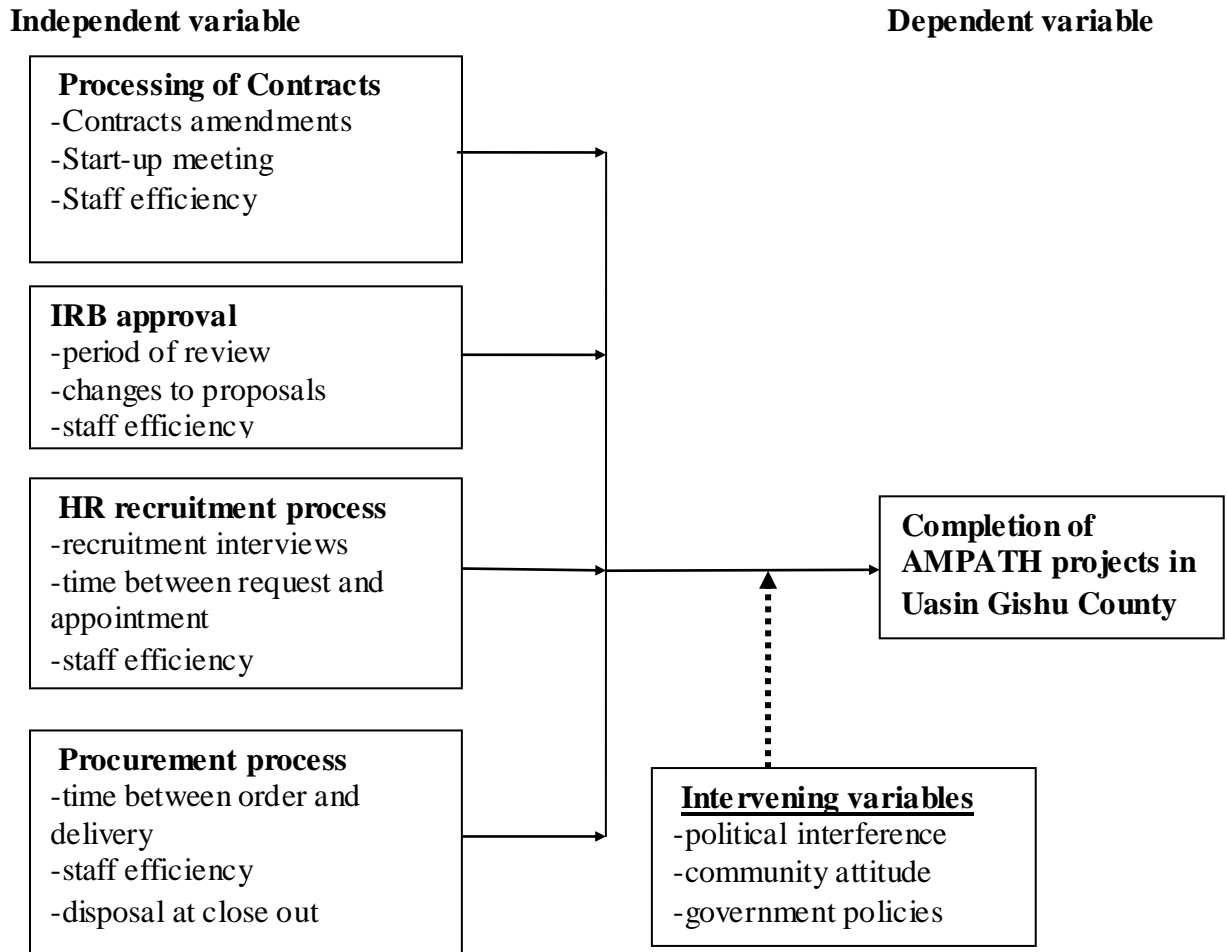 Independent variable
Dependent variable
Processing of Contracts
-Contracts amendments
-Start-up meeting
-Staff efficiency
IRB approval
-period of review
-changes to proposals
-staff efficiency
HR recruitment process
-recruitment interviews
-time between request and
appointment
-staff efficiency
Procurement process
-time between order and
delivery
-staff efficiency
-disposal at close out
Completion of
AMPATH projects in
Uasin Gishu County
Intervening variables
-political interference
-community attitude
-government policies